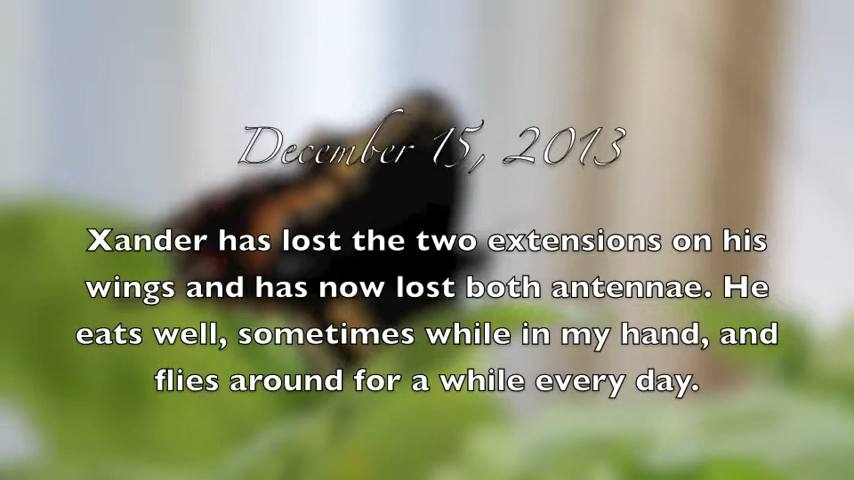 December 15, 2013
Xander has lost the two extensions on his
wings and has now lost both antennae. He
eats well, sometimes while in my hand, and
flies around for a while every day.